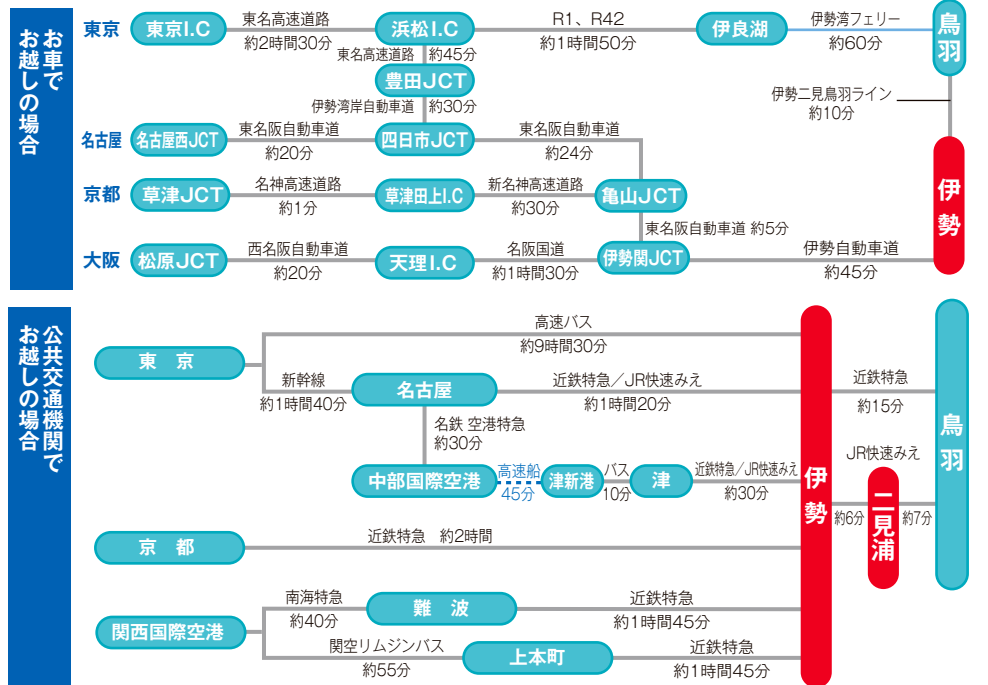 お車で
お越しの場合
東京
東京I.C
東名高速道路
約2時間30分
浜松I.C
R1、R42
約1時間50分
伊良湖
伊勢湾フェリー
約60分
鳥羽
東名高速道路
約45分
豊田JCT
伊勢湾岸自動車道
約30分
伊勢二見鳥羽ライン
約10分
名古屋
名古屋西JCT
東名阪自動車道
約20分
四日市JCT
東名阪自動車道
約24分
京都
草津JCT
名神高速道路
約1分
草津田上I.C
新名神高速道路
約30分
亀山JCT
伊勢
東名阪自動車道 約5分
大阪
松原JCT
西名阪自動車道
約20分
天理I.C
名阪国道
約1時間30分
伊勢関JCT
伊勢自動車道
約45分
公共交通機関で
お越しの場合
東 京
高速バス
約9時間30分
新幹線
約1時間40分
名古屋
近鉄特急／JR快速みえ
約1時間20分
近鉄特急
約15分
鳥羽
名鉄 空港特急
約30分
中部国際空港
高速船
45分
津新港
バス
10分
津
近鉄特急／JR快速みえ
約30分
伊勢
JR快速みえ
約6分
二見浦
約7分
京 都
近鉄特急 約2時間
関西国際空港
南海特急
約40分
難 波
近鉄特急
約1時間45分
関空リムジンバス
約55分
上本町
近鉄特急
約1時間45分